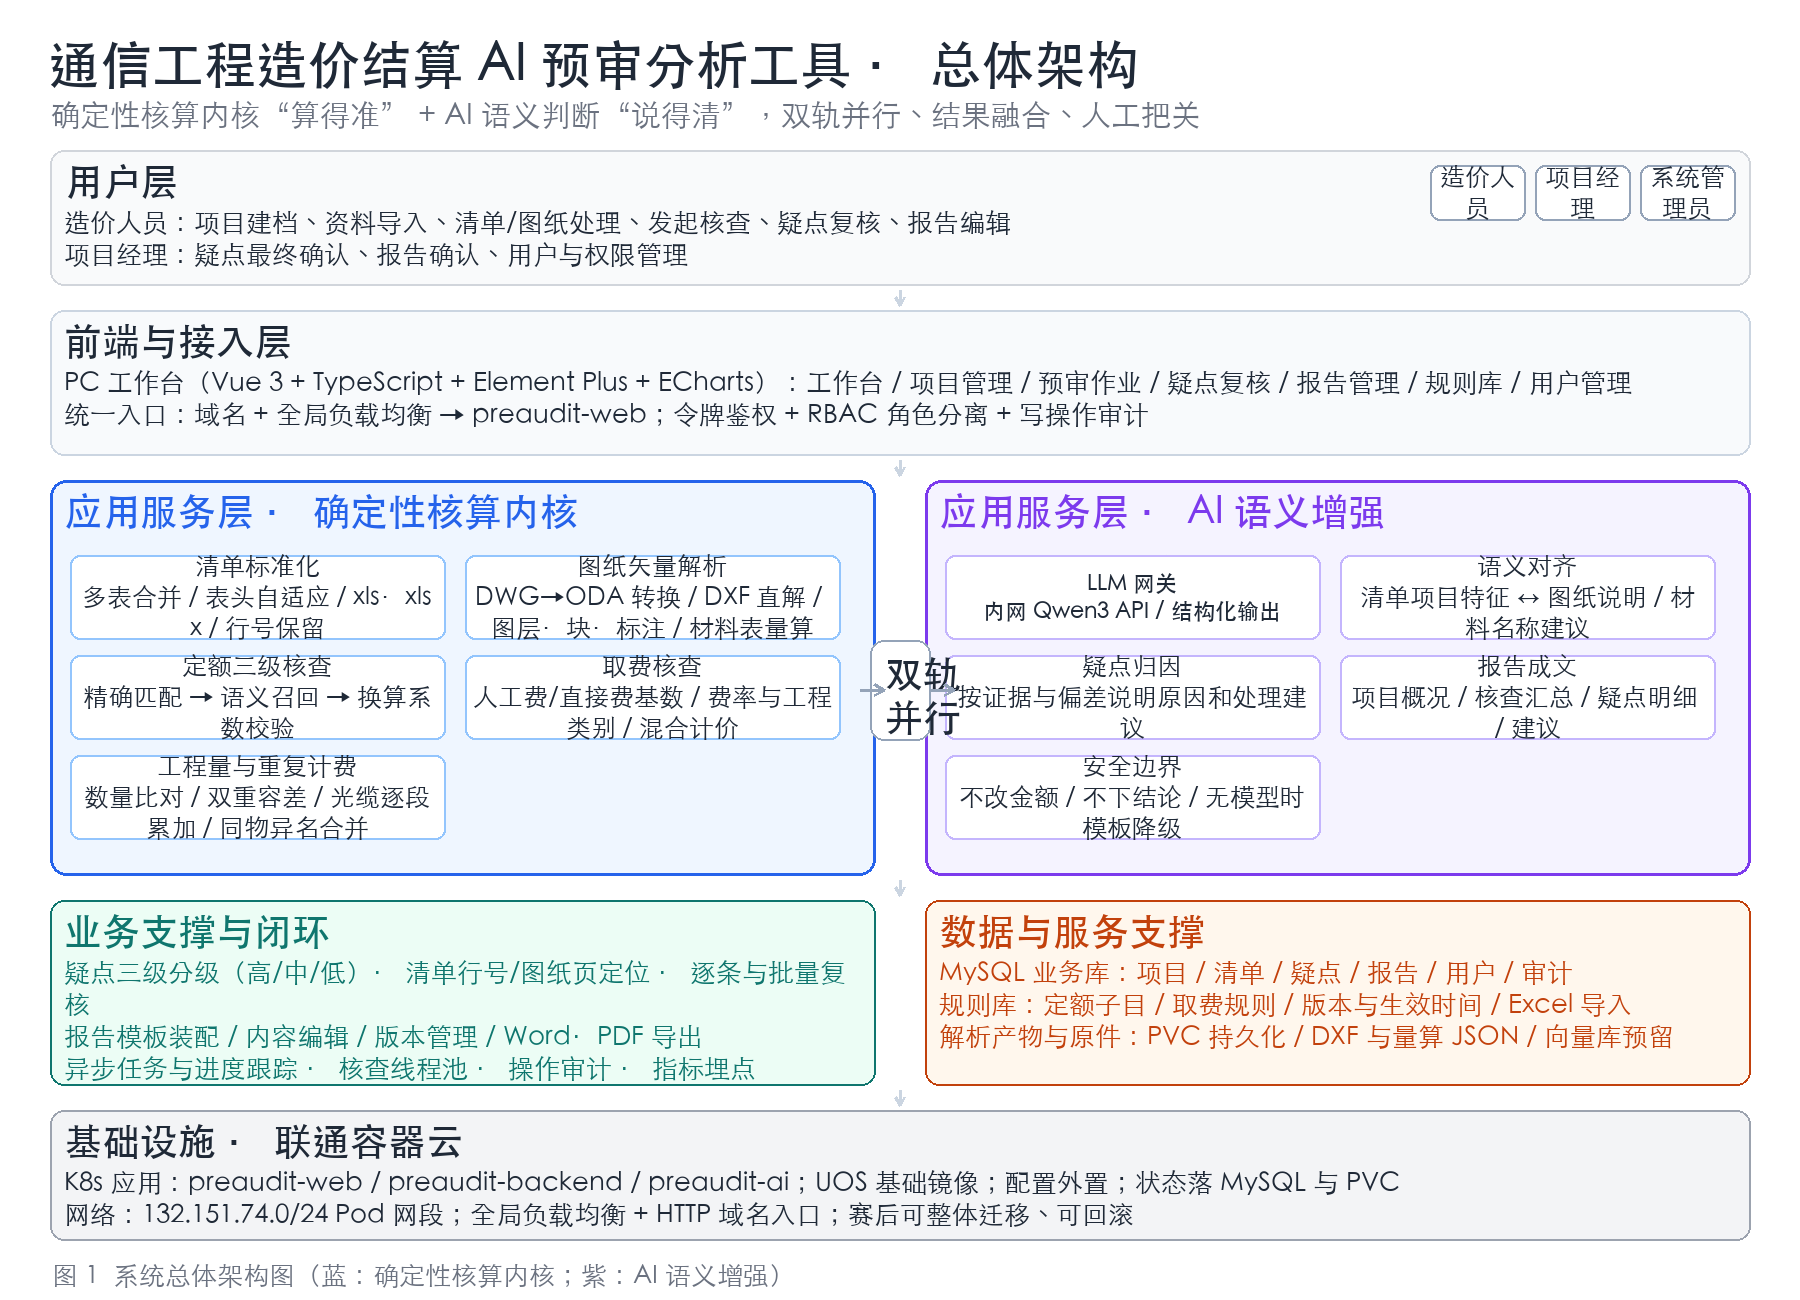 通信工程造价结算 AI 预审分析工具 · 总体架构
确定性核算内核“算得准” + AI 语义判断“说得清”，双轨并行、结果融合、人工把关
用户层
造价人员：项目建档、资料导入、清单/图纸处理、发起核查、疑点复核、报告编辑
项目经理：疑点最终确认、报告确认、用户与权限管理
造价人
员
项目经
理
系统管
理员
前端与接入层
PC 工作台（Vue 3 + TypeScript + Element Plus + ECharts）：工作台 / 项目管理 / 预审作业 / 疑点复核 / 报告管理 / 规则库 / 用户管理
统一入口：域名 + 全局负载均衡 → preaudit-web；令牌鉴权 + RBAC 角色分离 + 写操作审计
应用服务层 · 确定性核算内核
清单标准化
多表合并 / 表头自适应 / xls· xls
x / 行号保留
图纸矢量解析
DWG→ODA 转换 / DXF 直解 /
图层· 块· 标注 / 材料表量算
定额三级核查
精确匹配 → 语义召回 → 换算系
数校验
取费核查
人工费/直接费基数 / 费率与工程
类别 / 混合计价
工程量与重复计费
数量比对 / 双重容差 / 光缆逐段
累加 / 同物异名合并
双轨
并行
应用服务层 · AI 语义增强
LLM 网关
内网 Qwen3 API / 结构化输出
语义对齐
清单项目特征 ↔ 图纸说明 / 材
料名称建议
疑点归因
按证据与偏差说明原因和处理建
议
报告成文
项目概况 / 核查汇总 / 疑点明细
/ 建议
安全边界
不改金额 / 不下结论 / 无模型时
模板降级
业务支撑与闭环
疑点三级分级（高/中/低）· 清单行号/图纸页定位 · 逐条与批量复
核
报告模板装配 / 内容编辑 / 版本管理 / Word· PDF 导出
异步任务与进度跟踪 · 核查线程池 · 操作审计 · 指标埋点
数据与服务支撑
MySQL 业务库：项目 / 清单 / 疑点 / 报告 / 用户 / 审计
规则库：定额子目 / 取费规则 / 版本与生效时间 / Excel 导入
解析产物与原件：PVC 持久化 / DXF 与量算 JSON / 向量库预留
基础设施 · 联通容器云
K8s 应用：preaudit-web / preaudit-backend / preaudit-ai；UOS 基础镜像；配置外置；状态落 MySQL 与 PVC
网络：132.151.74.0/24 Pod 网段；全局负载均衡 + HTTP 域名入口；赛后可整体迁移、可回滚
图 1 系统总体架构图（蓝：确定性核算内核；紫：AI 语义增强）